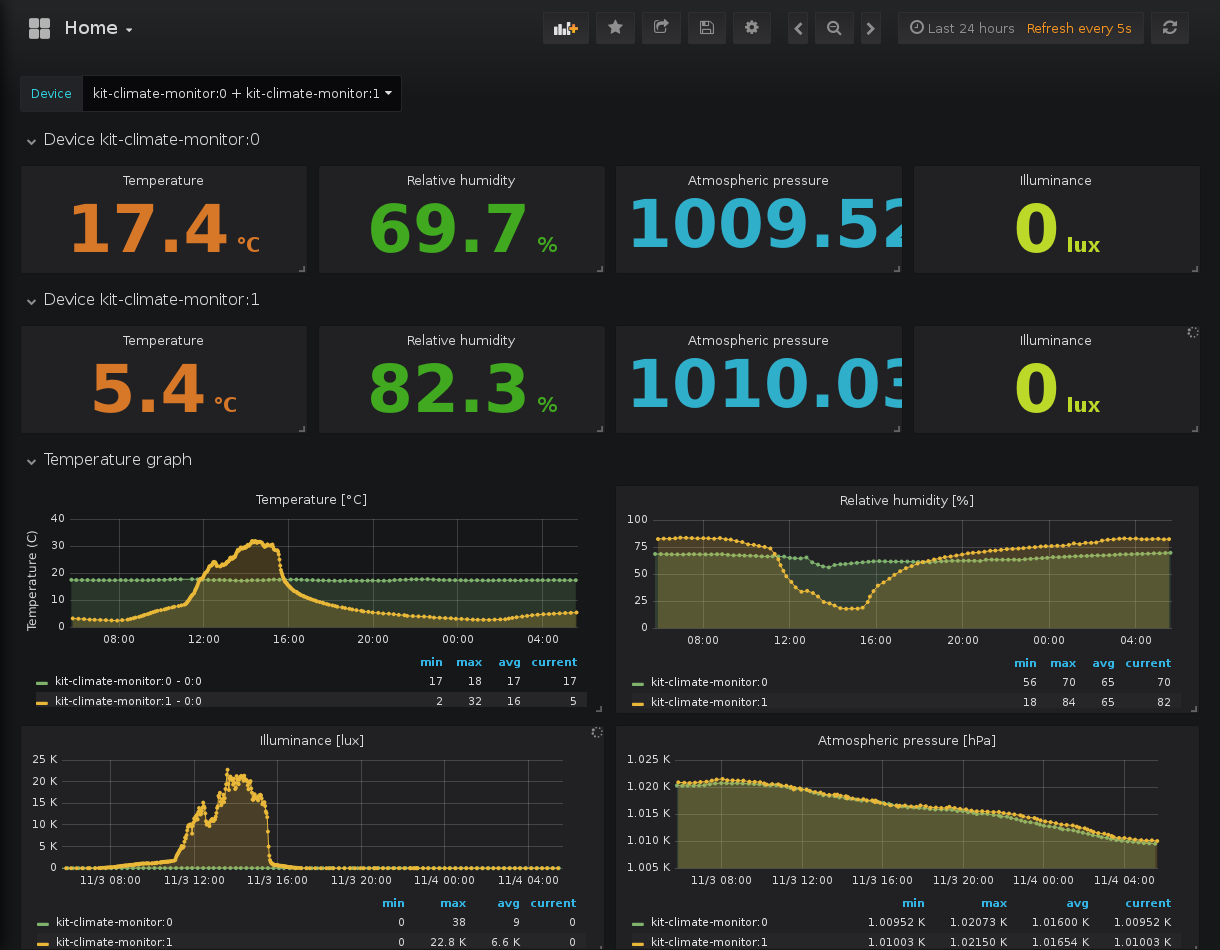 Home
Last 24 hours Refresh every 5s
Device kit-climate-monitor:0 + kit-climate-monitor:1
Device kit-climate-monitor:0
Temperature Relative humidity Atmospheric pressure Illuminance
17.4 °C 69.7 % 1009.52 0 lux
Device kit-climate-monitor:1
Temperature Relative humidity Atmospheric pressure Illuminance
5.4 °C 82.3 % 1010.03 0 lux
Temperature graph
Temperature [°C]
Temperature (C)
40
30
20
10
0
08:00 12:00 16:00 20:00 00:00 04:00
min max avg current
kit-climate-monitor:0 - 0:0 17 18 17 17
kit-climate-monitor:1 - 0:0 2 32 16 5
Relative humidity [%]
100
75
50
25
0
08:00 12:00 16:00 20:00 00:00 04:00
min max avg current
kit-climate-monitor:0 56 70 65 70
kit-climate-monitor:1 18 84 65 82
Illuminance [lux]
25 K
20 K
15 K
10 K
5 K
0
11/3 08:00 11/3 12:00 11/3 16:00 11/3 20:00 11/4 00:00 11/4 04:00
min max avg current
kit-climate-monitor:0 0 38 9 0
kit-climate-monitor:1 0 22.8 K 6.6 K 0
Atmospheric pressure [hPa]
1.025 K
1.020 K
1.015 K
1.010 K
1.005 K
11/3 08:00 11/3 12:00 11/3 16:00 11/3 20:00 11/4 00:00 11/4 04:00
min max avg current
kit-climate-monitor:0 1.00952 K 1.02073 K 1.01600 K 1.00952 K
kit-climate-monitor:1 1.01003 K 1.02150 K 1.01654 K 1.01003 K